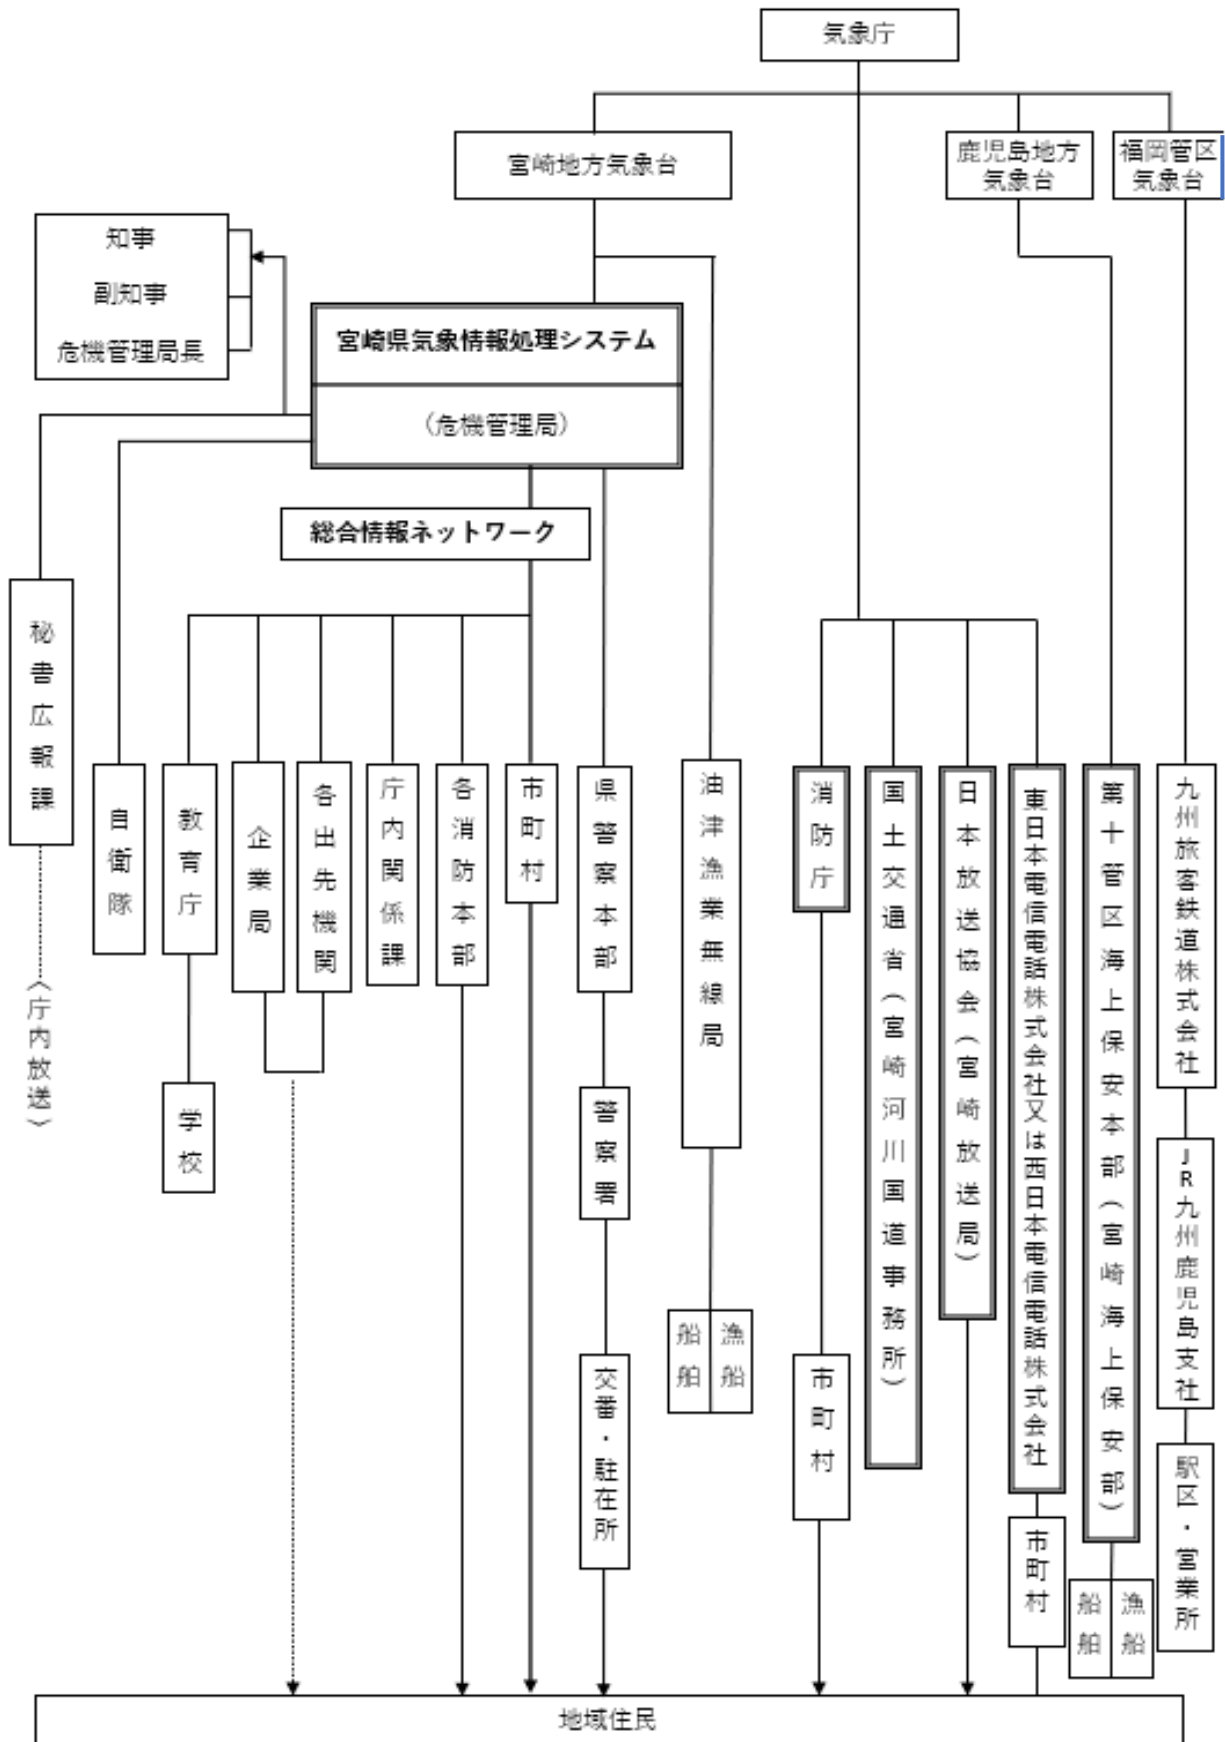 気象庁
宮崎地方気象台
鹿児島地方
気象台
福岡管区
気象台
知事
副知事
危機管理局長
宮崎県気象情報処理システム
（危機管理局）
総合情報ネットワーク
秘書広報課
〈庁内放送〉
自衛隊
教育庁
学校
企業局
各出先機関
庁内関係課
各消防本部
市町村
県警察本部
警察署
交番・駐在所
油津漁業無線局
船舶
漁船
消防庁
市町村
国土交通省（宮崎河川国道事務所）
日本放送協会（宮崎放送局）
東日本電信電話株式会社又は西日本電信電話株式会社
市町村
第十管区海上保安本部（宮崎海上保安部）
船舶
漁船
九州旅客鉄道株式会社
JR九州鹿児島支社
駅区・営業所
地域住民